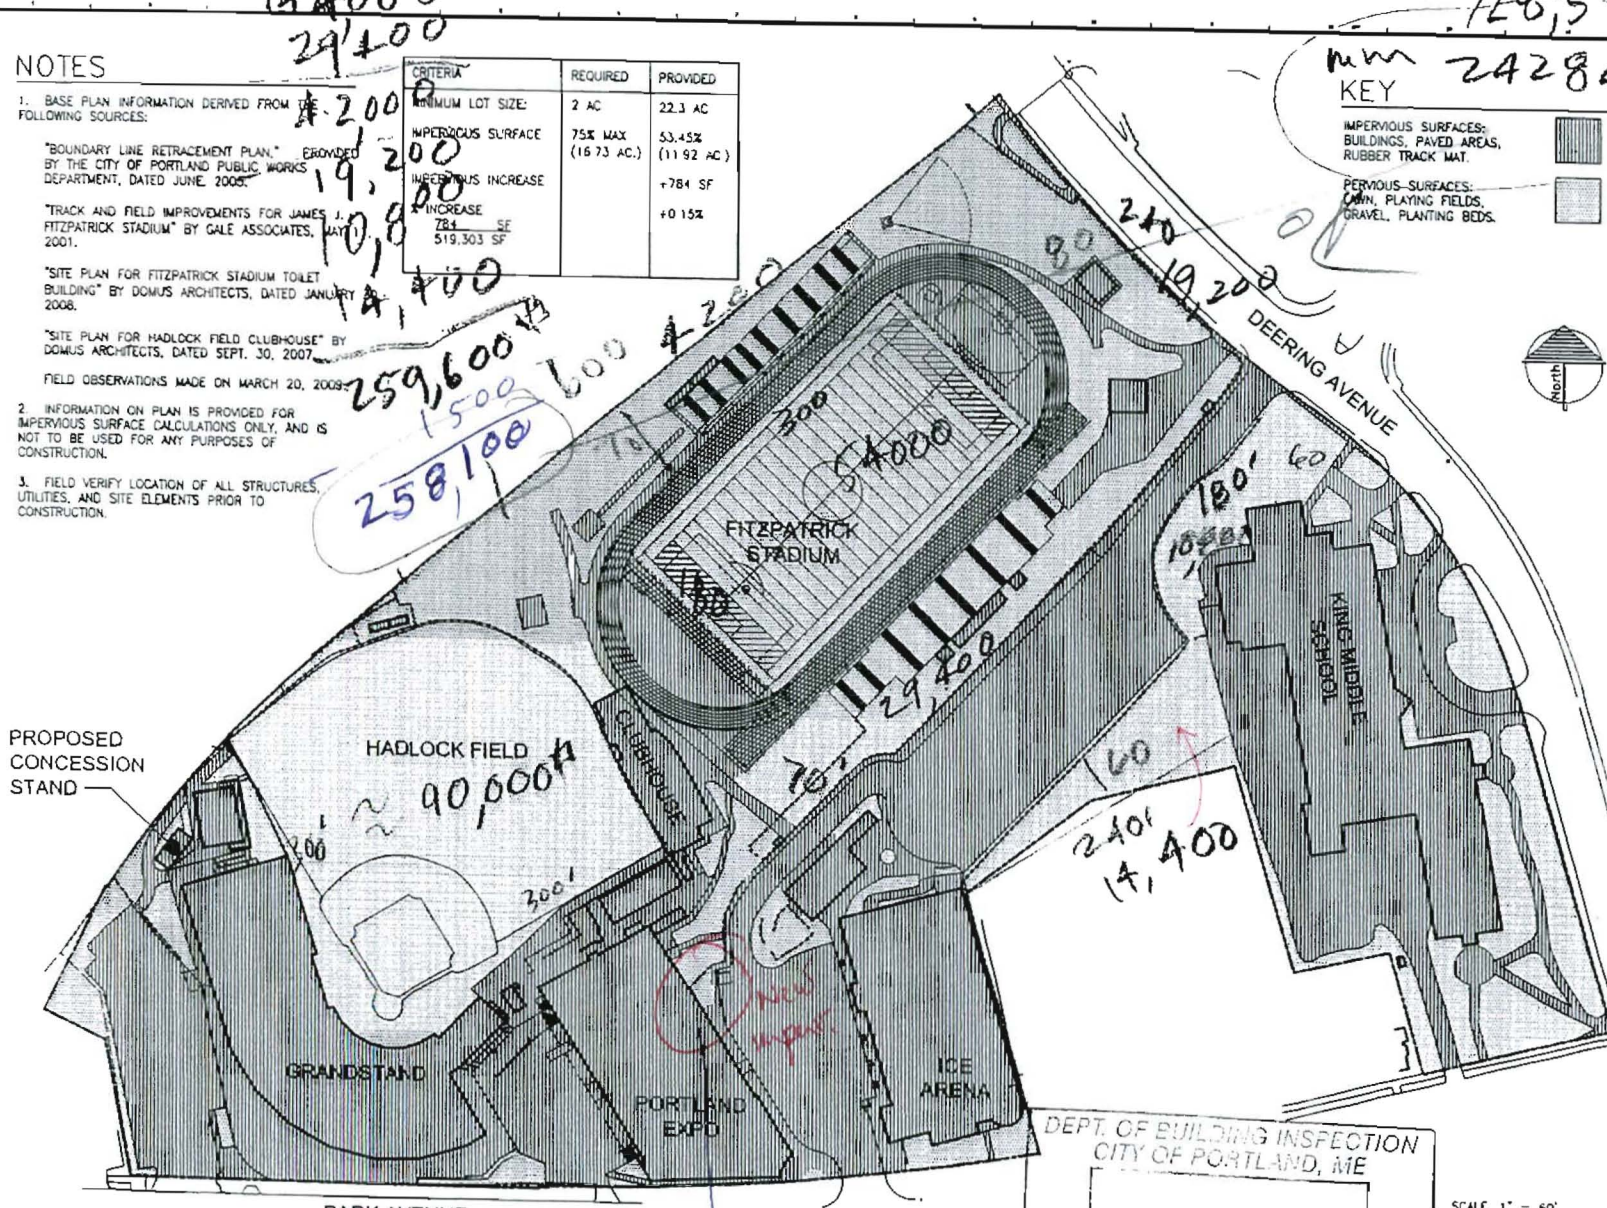 29,400
NOTES
1. BASE PLAN INFORMATION DERIVED FROM THE
FOLLOWING SOURCES:
"BOUNDARY LINE RETRACEMENT PLAN," PROVIDED
BY THE CITY OF PORTLAND PUBLIC WORKS
DEPARTMENT, DATED JUNE 2005.
"TRACK AND FIELD IMPROVEMENTS FOR JAMES J.
FITZPATRICK STADIUM" BY GALE ASSOCIATES, MAY
2001.
"SITE PLAN FOR FITZPATRICK STADIUM TOILET
BUILDING" BY DOMUS ARCHITECTS, DATED JANUARY
2008.
"SITE PLAN FOR HADLOCK FIELD CLUBHOUSE" BY
DOMUS ARCHITECTS, DATED SEPT. 30, 2007.
FIELD OBSERVATIONS MADE ON MARCH 20, 2009.
2. INFORMATION ON PLAN IS PROVIDED FOR
IMPERVIOUS SURFACE CALCULATIONS ONLY, AND IS
NOT TO BE USED FOR ANY PURPOSES OF
CONSTRUCTION.
3. FIELD VERIFY LOCATION OF ALL STRUCTURES,
UTILITIES, AND SITE ELEMENTS PRIOR TO
CONSTRUCTION.
4,200
19,200
10,800
14,400
259,600
1500
258,100
CRITERIA REQUIRED PROVIDED
MINIMUM LOT SIZE: 2 AC 22.3 AC
IMPERVIOUS SURFACE 75% MAX 53.45%
(16.73 AC.) (11.92 AC.)
IMPERVIOUS INCREASE +784 SF
% INCREASE +0.15%
784 SF
519,303 SF
KEY
IMPERVIOUS SURFACES:
BUILDINGS, PAVED AREAS,
RUBBER TRACK MAT.
PERVIOUS SURFACES:
LAWN, PLAYING FIELDS,
GRAVEL, PLANTING BEDS.
240
80
19,200
DEERING AVENUE
North
600
4200
300
54000
FITZPATRICK
STADIUM
180
60
180'
KING MIDDLE
SCHOOL
29,400
70'
60
240'
14,400
PROPOSED
CONCESSION
STAND
HADLOCK FIELD
≈ 90,000
300'
CLUBHOUSE
New
GRANDSTAND
PORTLAND
EXPO
ICE
ARENA
DEPT. OF BUILDING INSPECTION
CITY OF PORTLAND, ME
PARK AVENUE
SCALE 1" = 60'